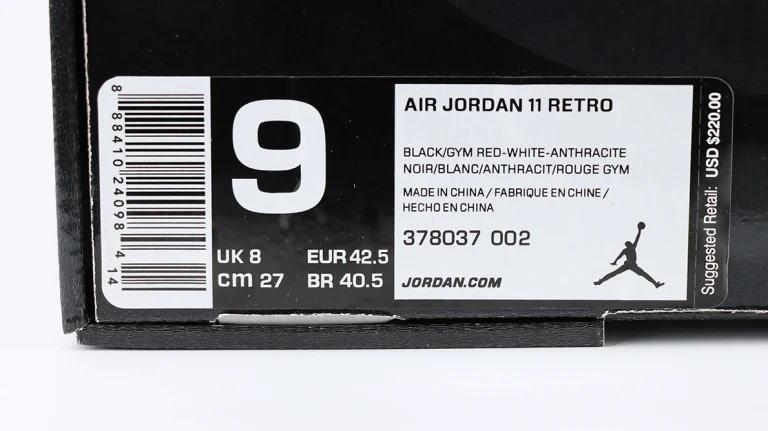 8 88410 24098 4 14
9
UK 8 EUR 42.5
cm 27 BR 40.5
AIR JORDAN 11 RETRO
BLACK/GYM RED-WHITE-ANTHRACITE
NOIR/BLANC/ANTHRACIT/ROUGE GYM
MADE IN CHINA / FABRIQUE EN CHINE /
HECHO EN CHINA
378037 002
JORDAN.COM
Suggested Retail: USD $220.00